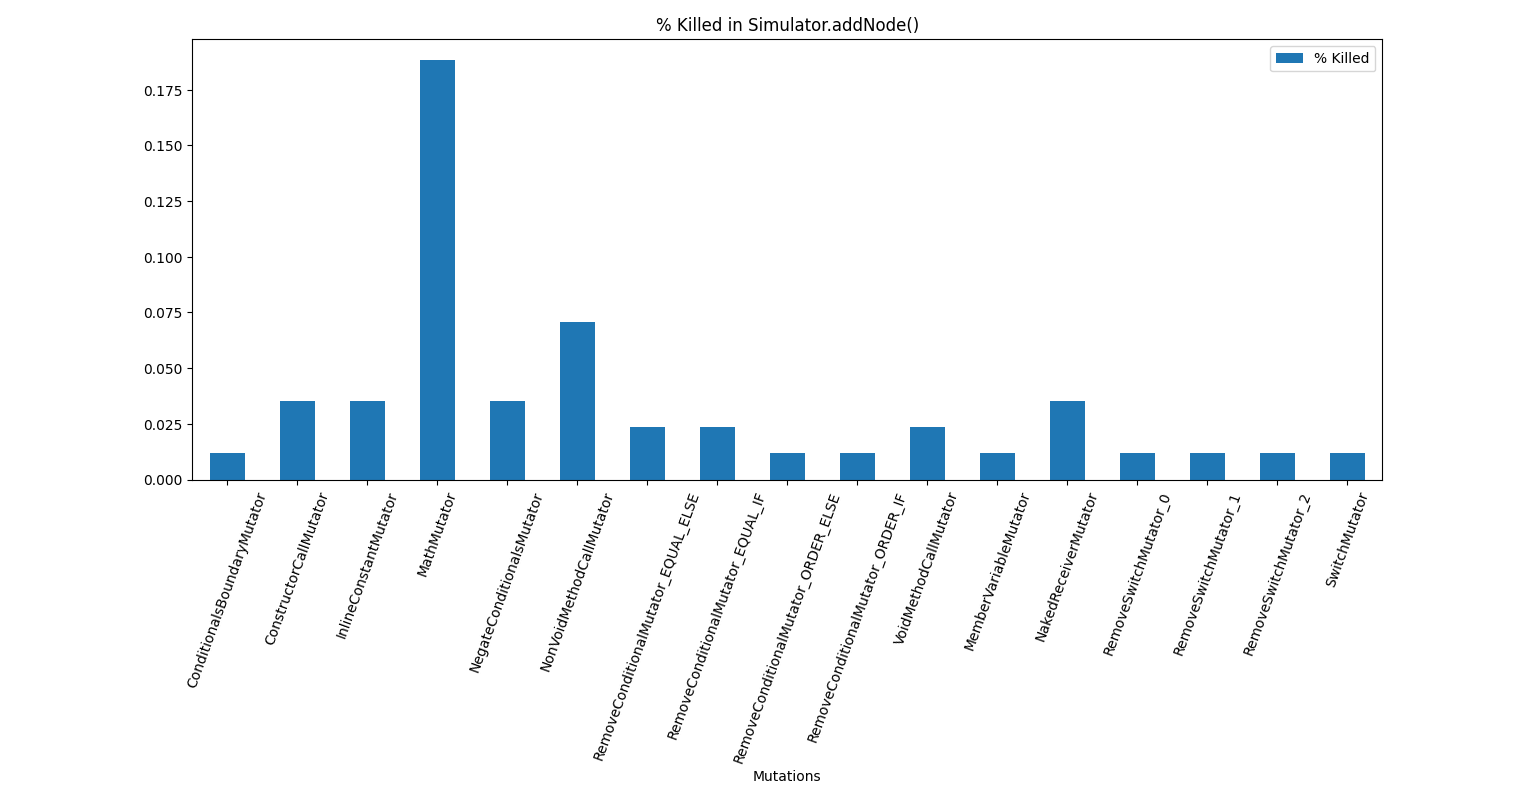 % Killed in Simulator.addNode()
% Killed
0.175
0.150
0.125
0.100
0.075
0.050
0.025
0.000
ConditionalsBoundaryMutator
ConstructorCallMutator
InlineConstantMutator
MathMutator
NegateConditionalsMutator
NonVoidMethodCallMutator
RemoveConditionalMutator_EQUAL_ELSE
RemoveConditionalMutator_EQUAL_IF
RemoveConditionalMutator_ORDER_ELSE
RemoveConditionalMutator_ORDER_IF
VoidMethodCallMutator
MemberVariableMutator
NakedReceiverMutator
RemoveSwitchMutator_0
RemoveSwitchMutator_1
RemoveSwitchMutator_2
SwitchMutator
Mutations